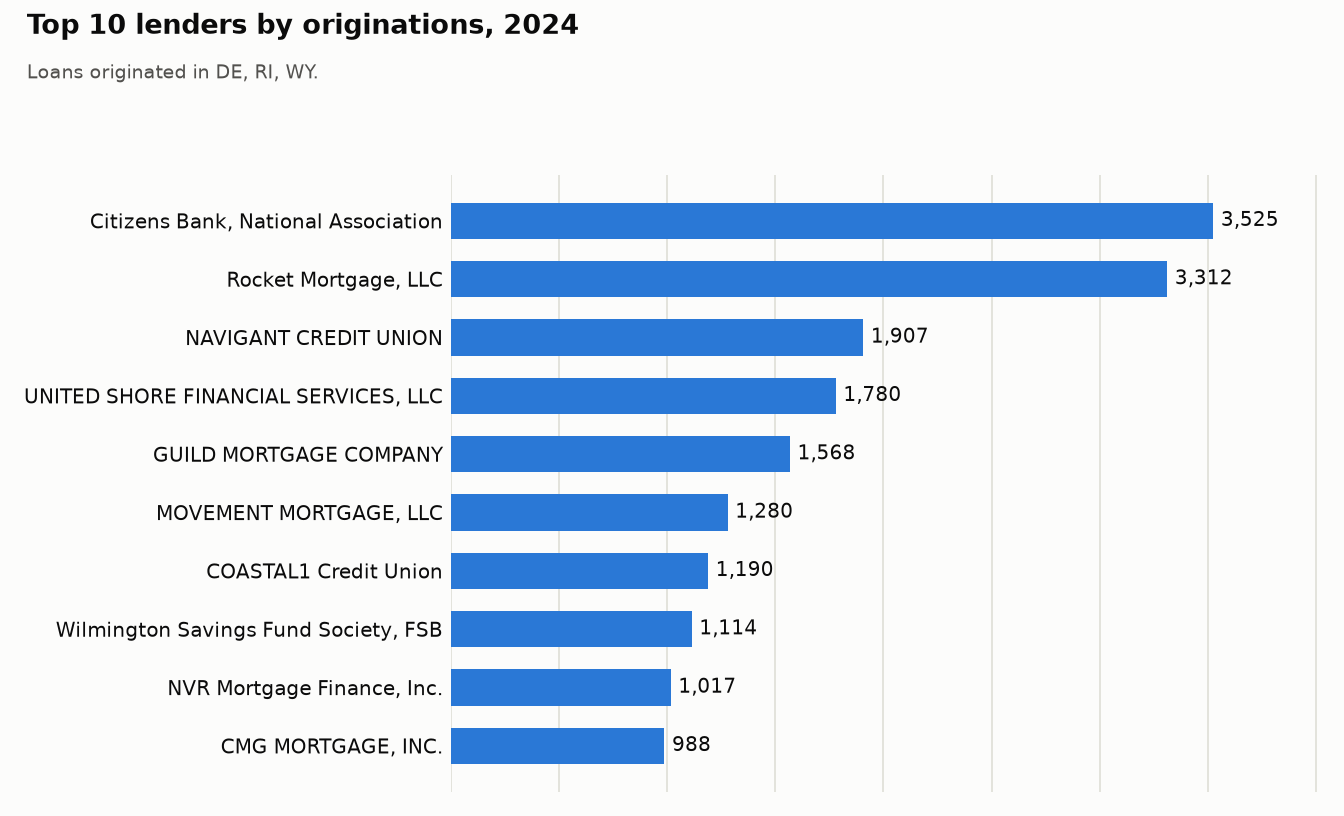 Top 10 lenders by originations, 2024
Loans originated in DE, RI, WY.
Citizens Bank, National Association 3,525
Rocket Mortgage, LLC 3,312
NAVIGANT CREDIT UNION 1,907
UNITED SHORE FINANCIAL SERVICES, LLC 1,780
GUILD MORTGAGE COMPANY 1,568
MOVEMENT MORTGAGE, LLC 1,280
COASTAL1 Credit Union 1,190
Wilmington Savings Fund Society, FSB 1,114
NVR Mortgage Finance, Inc. 1,017
CMG MORTGAGE, INC. 988